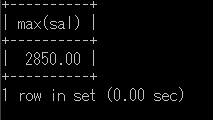 +----------+
| max(sal) |
+----------+
|  2850.00 |
+----------+
1 row in set (0.00 sec)